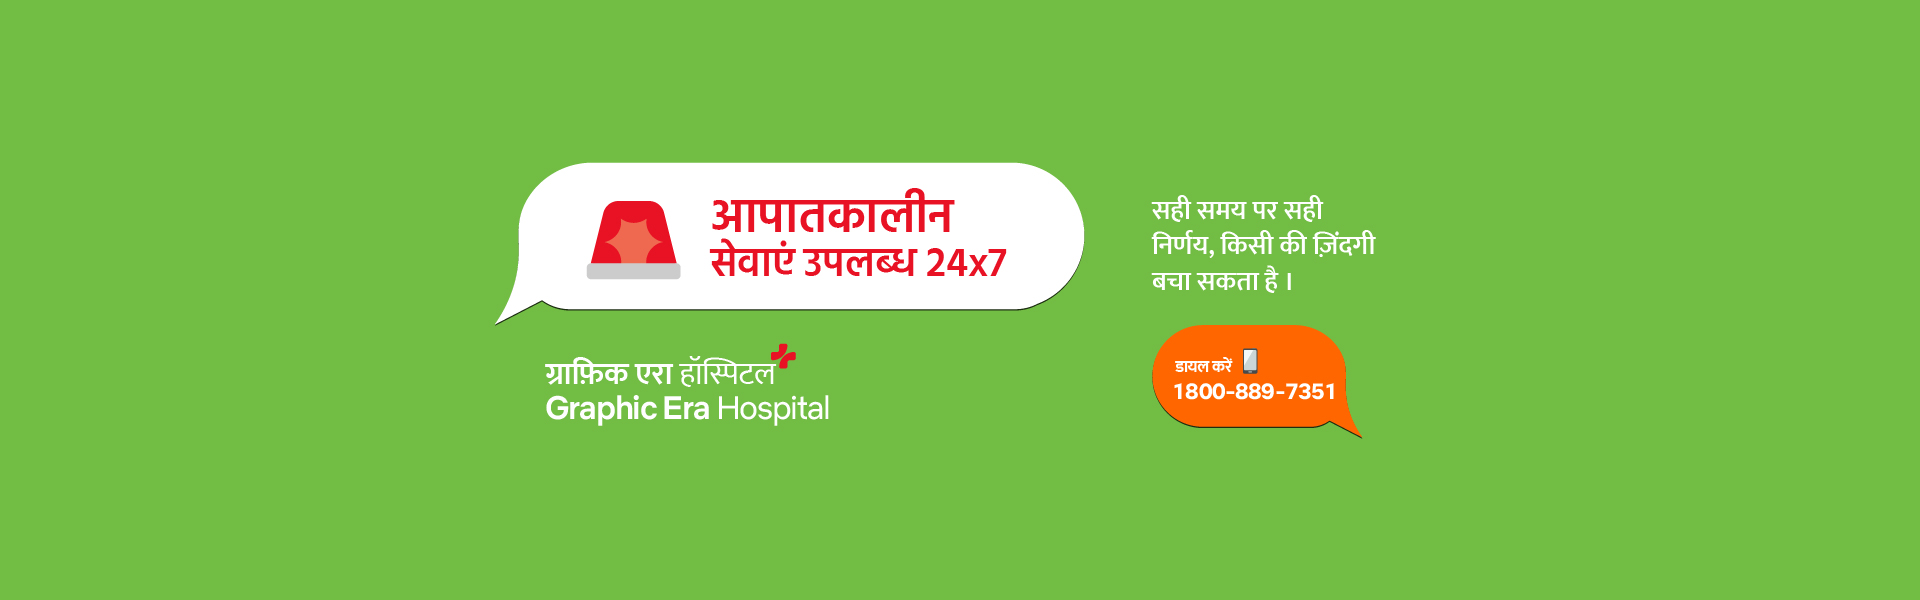 आपातकालीन
सेवाएं उपलब्ध 24x7
ग्राफ़िक एरा हॉस्पिटल
Graphic Era Hospital
सही समय पर सही
निर्णय, किसी की ज़िंदगी
बचा सकता है ।
डायल करें
1800-889-7351